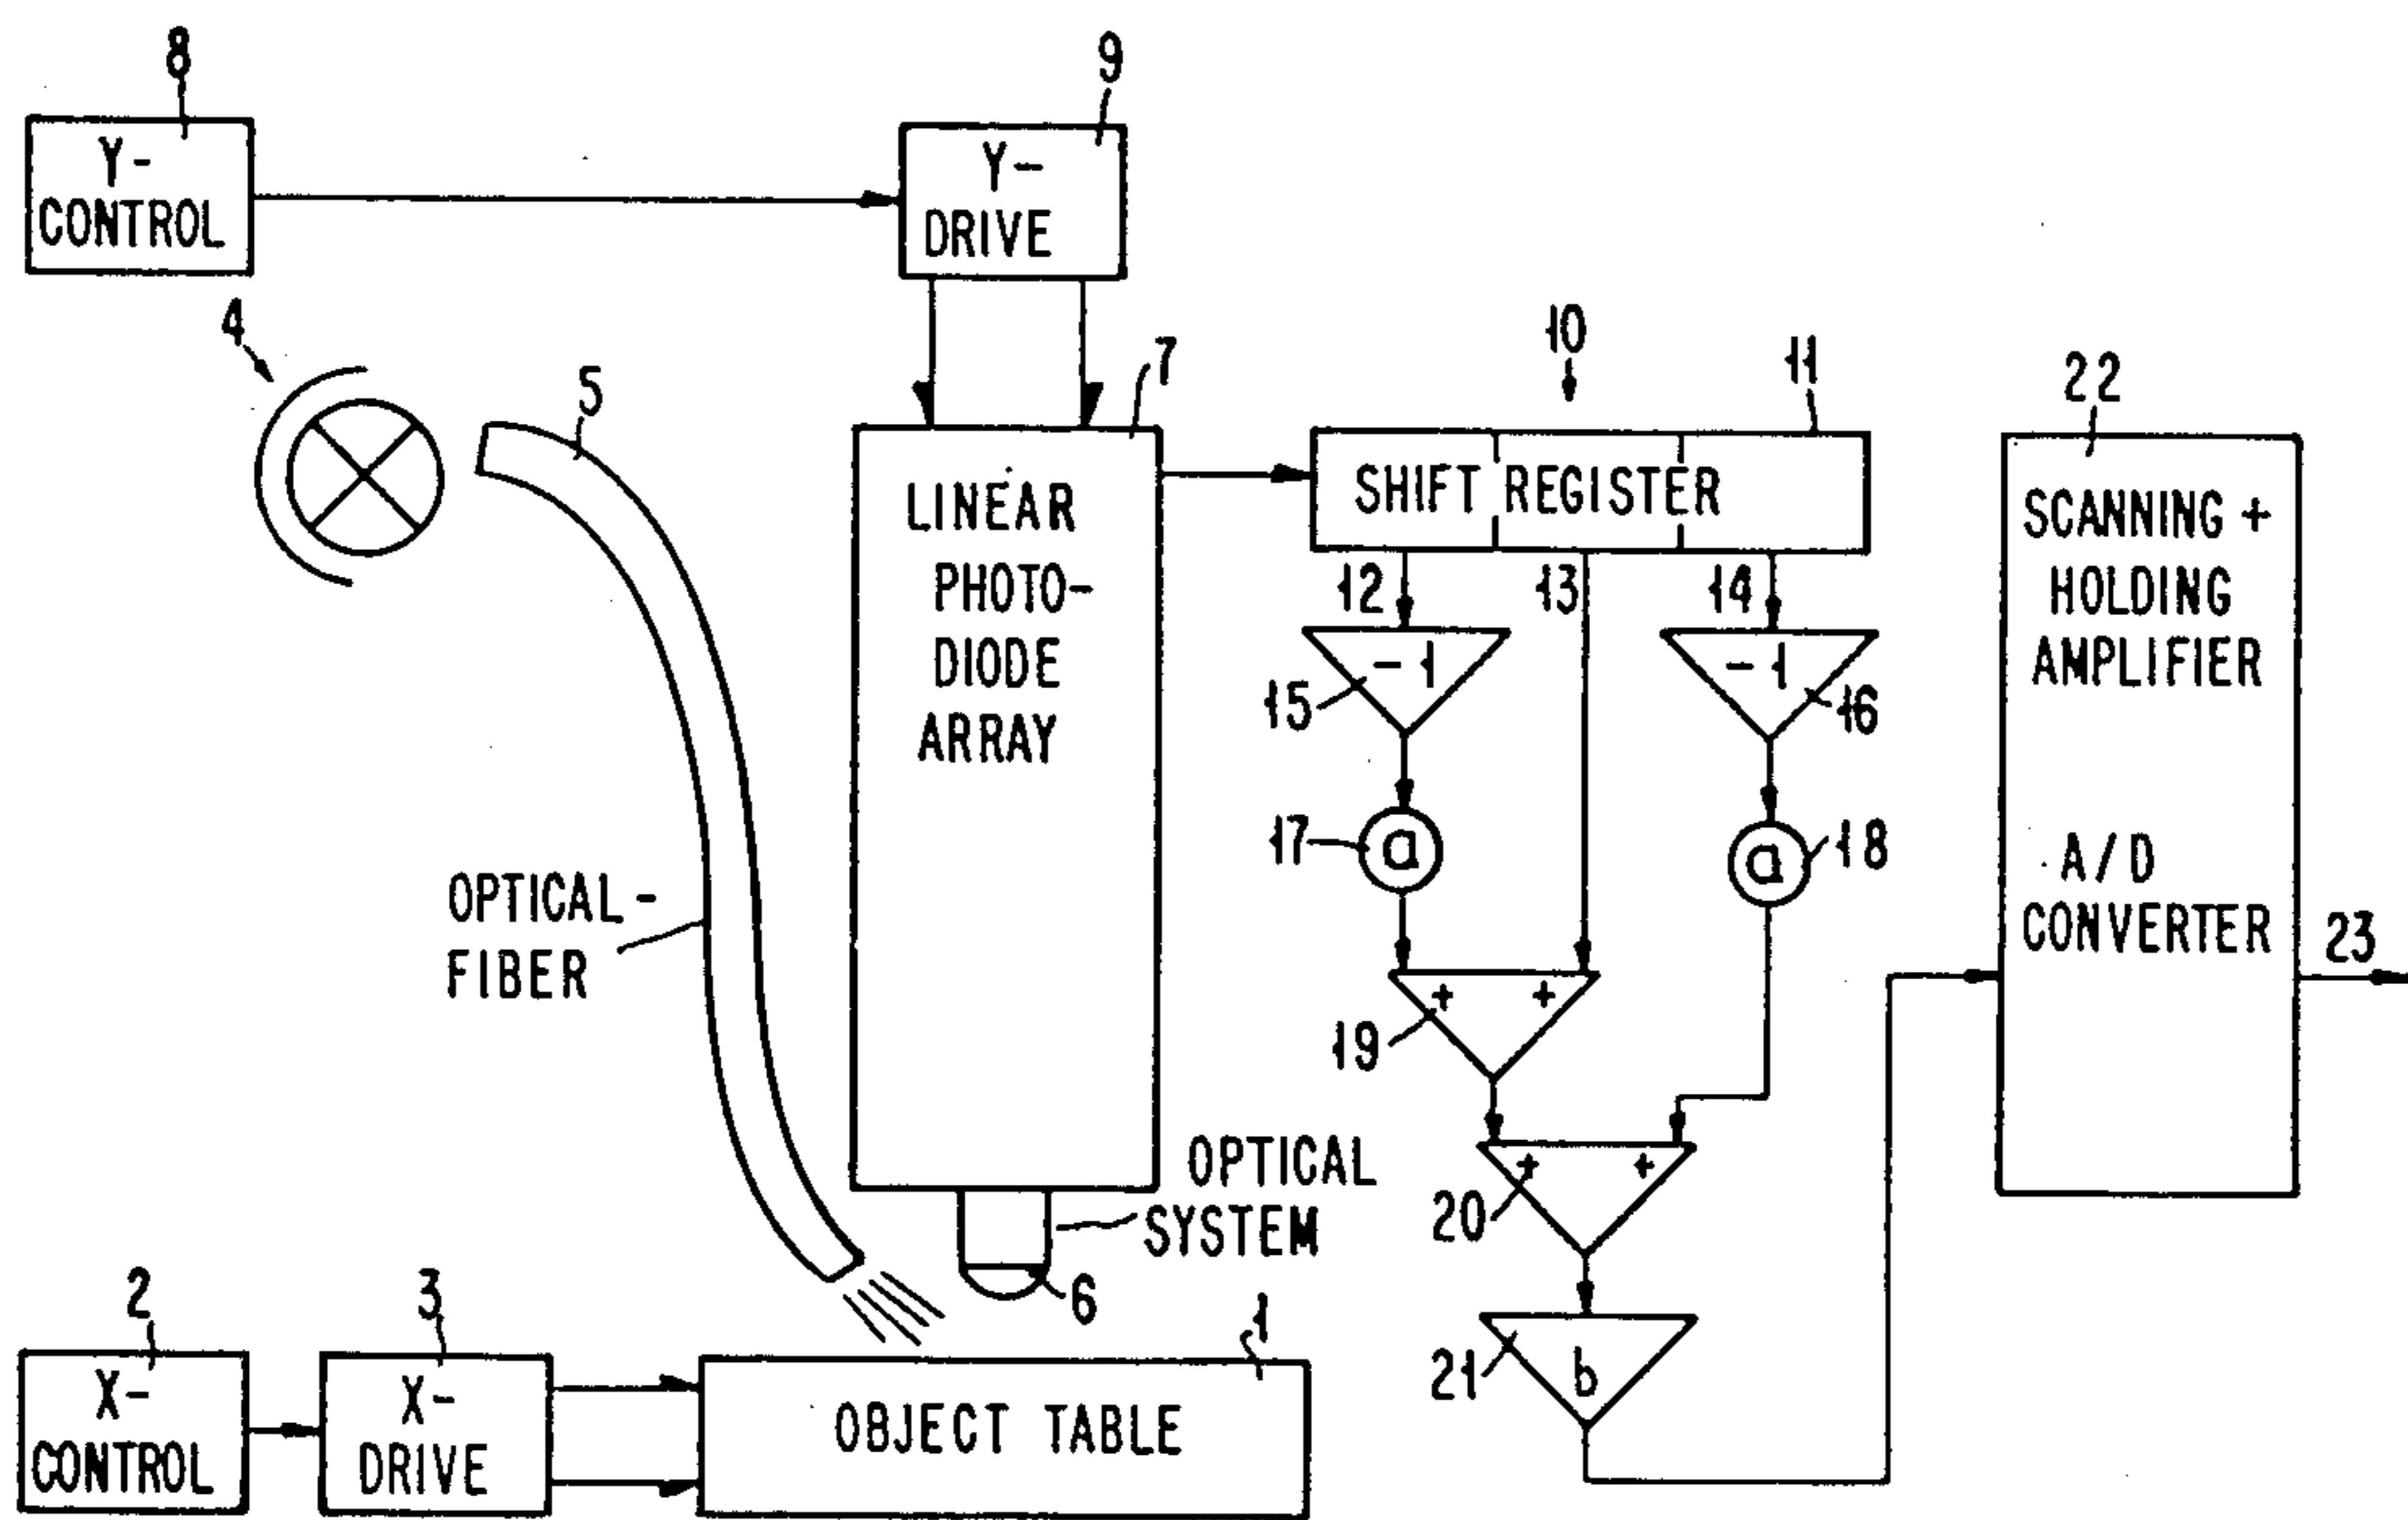 8
9
Y-
CONTROL
Y-
DRIVE
4
5
7
10
11
22
LINEAR
PHOTO-
DIODE
ARRAY
SHIFT REGISTER
SCANNING +
HOLDING
AMPLIFIER
A/D
CONVERTER
12
13
14
-1
-1
15
16
17
a
a
18
OPTICAL-
FIBER
23
+ +
19
OPTICAL
SYSTEM
+ +
20
6
21
b
2
3
1
X-
CONTROL
X-
DRIVE
OBJECT TABLE